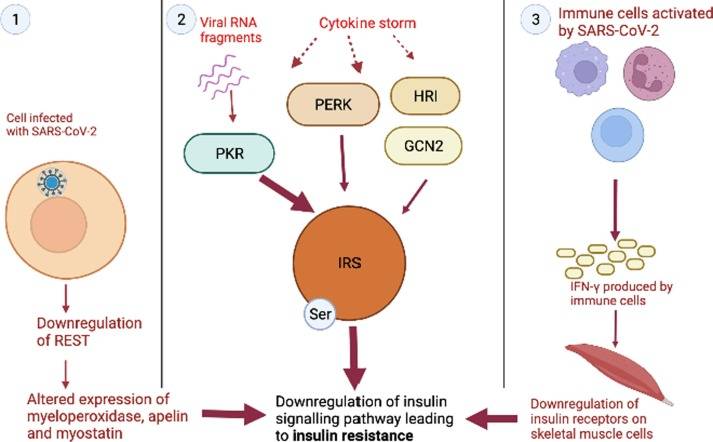 1
Cell infected
with SARS-CoV-2
Downregulation
of REST
Altered expression of
myeloperoxidase, apelin
and myostatin
2
Viral RNA
fragments
Cytokine storm
PERK
HRI
PKR
GCN2
IRS
Ser
Downregulation of insulin
signalling pathway leading
to insulin resistance
3
Immune cells activated
by SARS-CoV-2
IFN-γ produced by
immune cells
Downregulation of
insulin receptors on
skeletal muscle cells